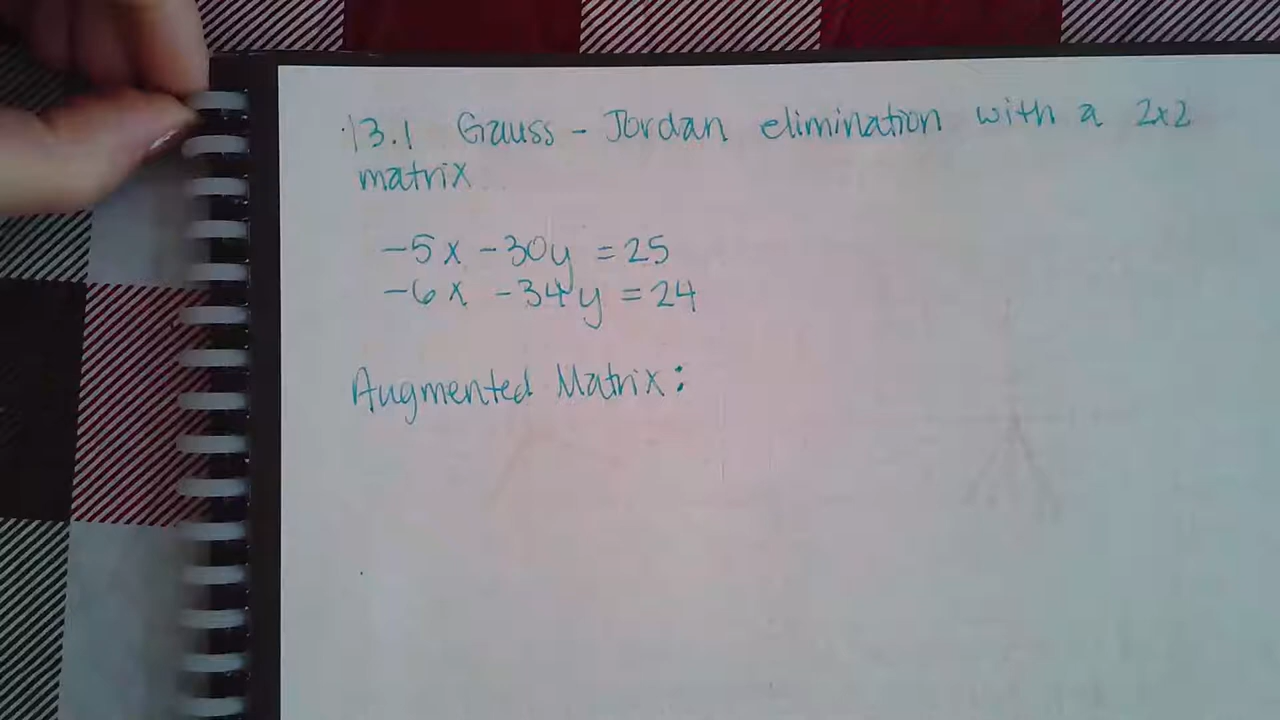 13.1 Gauss - Jordan elimination with a 2x2
matrix
-5x -30y = 25
-6x -34y = 24
Augmented Matrix: